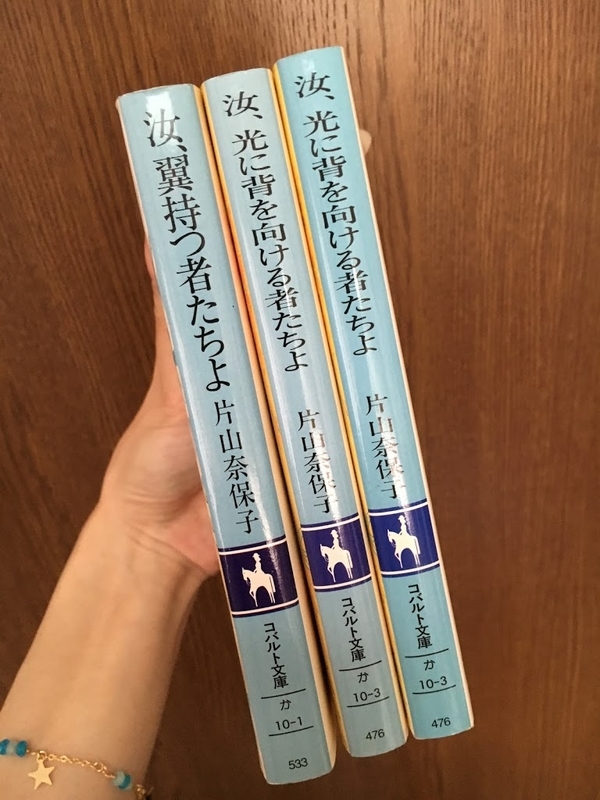 汝、翼持つ者たちよ
片山奈保子
コバルト文庫
か
10-1
533
汝、光に背を向ける者たちよ
片山奈保子
コバルト文庫
か
10-3
476
汝、光に背を向ける者たちよ
片山奈保子
コバルト文庫
か
10-3
476